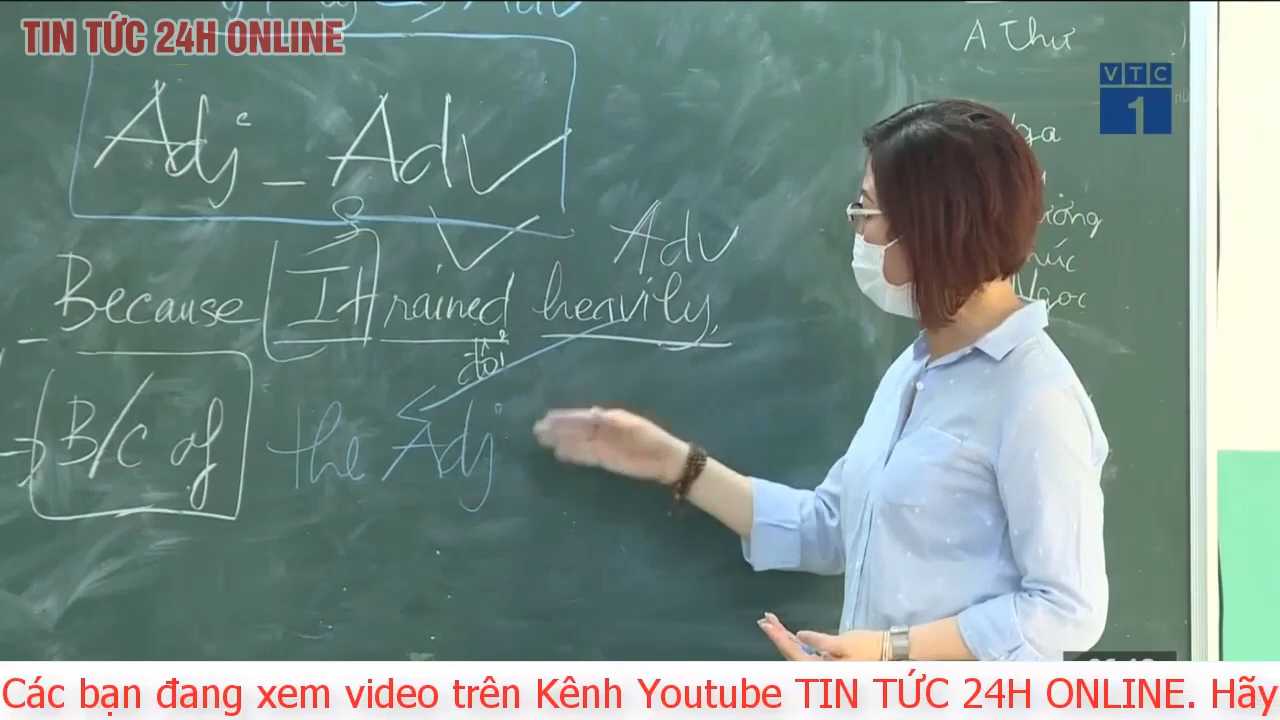 TIN TỨC 24H ONLINE
A Thư
VTC
1
Adj - Adv
V
Adv
Because It rained heavily,
đổi
→ B/C of the Adj
Ngọc
Các bạn đang xem video trên Kênh Youtube TIN TỨC 24H ONLINE. Hãy